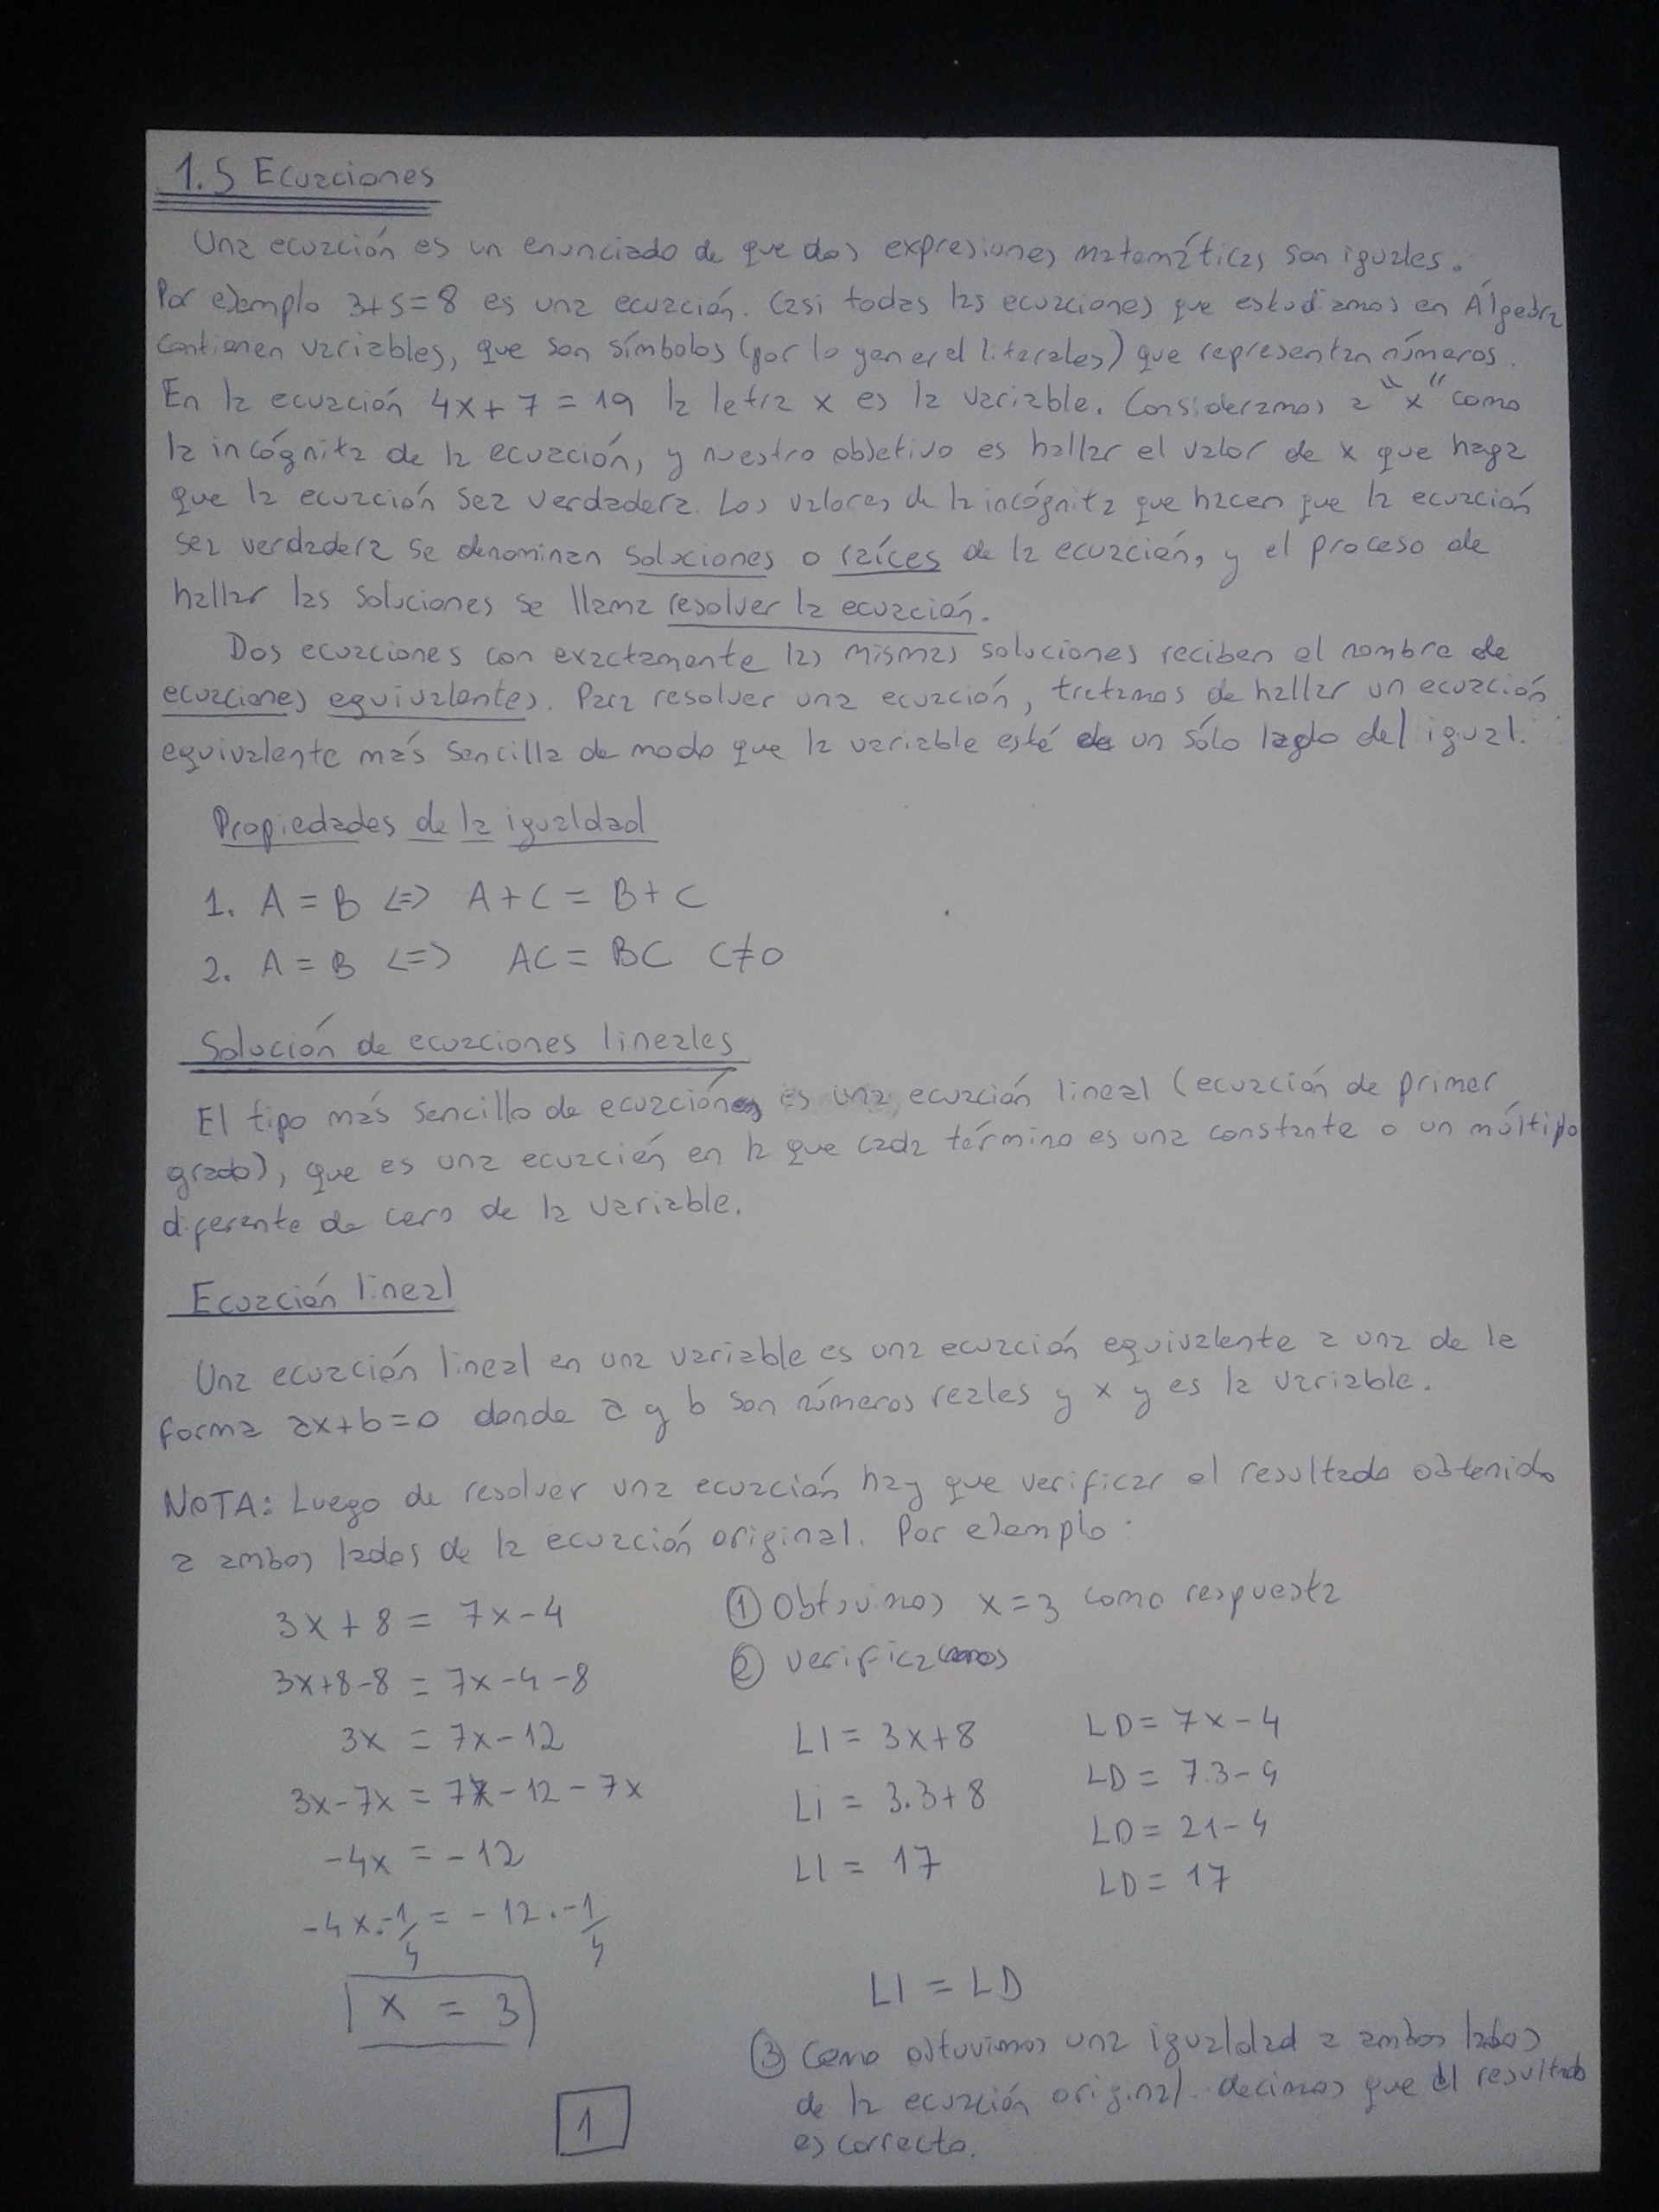 1.5 Ecuaciones
Una ecuación es un enunciado de que dos expresiones matemáticas son iguales.
Por ejemplo 3+5=8 es una ecuación. Casi todas las ecuaciones que estudiamos en Álgebra
contienen variables, que son símbolos (por lo general literales) que representan números.
En la ecuación 4x+7=19 la letra x es la variable. Consideramos a "x" como
la incógnita de la ecuación, y nuestro objetivo es hallar el valor de x que haga
que la ecuación sea verdadera. Los valores de la incógnita que hacen que la ecuación
sea verdadera se denominan soluciones o raíces de la ecuación, y el proceso de
hallar las soluciones se llama resolver la ecuación.
Dos ecuaciones con exactamente las mismas soluciones reciben el nombre de
ecuaciones equivalentes. Para resolver una ecuación, tratamos de hallar un ecuación
equivalente más sencilla de modo que la variable esté de un sólo lado del igual.
Propiedades de la igualdad
1. A = B <=> A+C = B+C
2. A = B <=> AC = BC C≠0
Solución de ecuaciones lineales
El tipo más sencillo de ecuación es una ecuación lineal (ecuación de primer
grado), que es una ecuación en la que cada término es una constante o un múltiplo
diferente de cero de la variable.
Ecuación lineal
Una ecuación lineal en una variable es una ecuación equivalente a una de la
forma ax+b=0 donde a y b son números reales y x y es la variable.
NOTA: Luego de resolver una ecuación hay que verificar el resultado obtenido
a ambos lados de la ecuación original. Por ejemplo:
3x+8 = 7x-4
3x+8-8 = 7x-4-8
3x = 7x-12
3x-7x = 7x-12-7x
-4x = -12
-4x.-1/4 = -12.-1/4
x = 3
① Obtuvimos x=3 como respuesta
② Verificamos
LI = 3x+8
LI = 3.3+8
LI = 17
LD = 7x-4
LD = 7.3-4
LD = 21-4
LD = 17
LI = LD
③ Como obtuvimos una igualdad a ambos lados
de la ecuación original decimos que el resultado
es correcto.
1